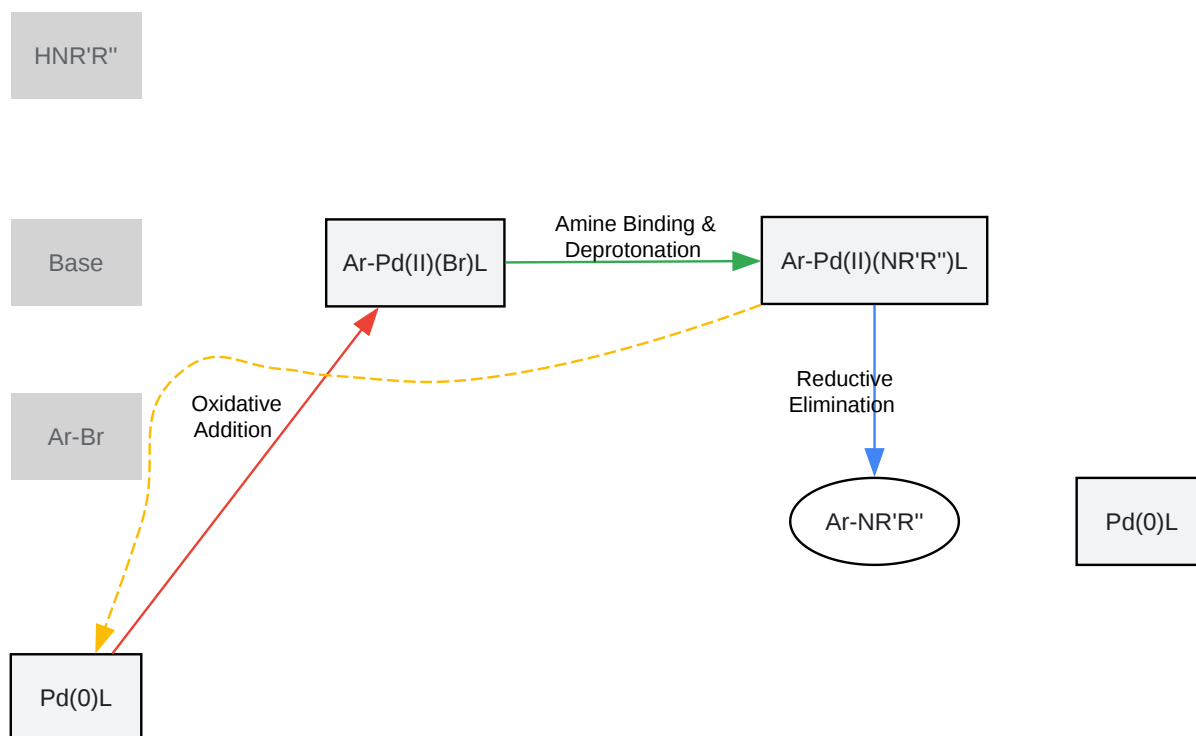 HNR'R"
Base
Ar-Pd(II)(Br)L
Amine Binding &
Deprotonation
Ar-Pd(II)(NR'R")L
Ar-Br
Oxidative
Addition
Reductive
Elimination
Ar-NR'R"
Pd(0)L
Pd(0)L